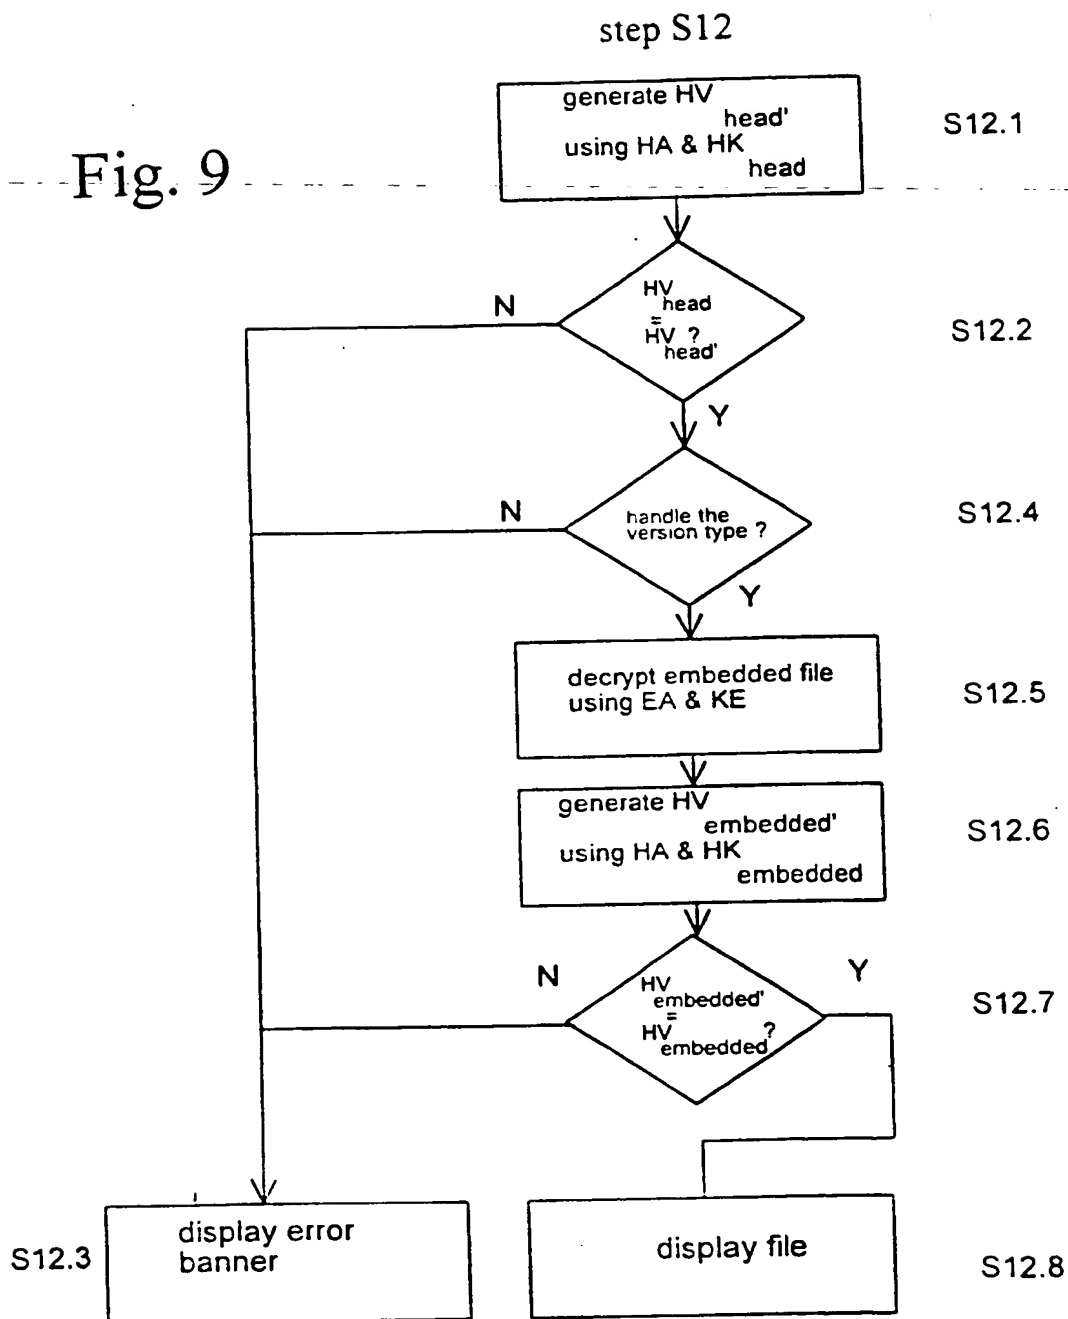 step S12
Fig. 9
generate HV
head'
using HA & HK
head
S12.1
HV
head
=
HV ?
head'
S12.2
N
Y
handle the
version type ?
S12.4
N
Y
decrypt embedded file
using EA & KE
S12.5
generate HV
embedded'
using HA & HK
embedded
S12.6
HV
embedded'
=
HV ?
embedded
S12.7
N
Y
display error
banner
S12.3
display file
S12.8